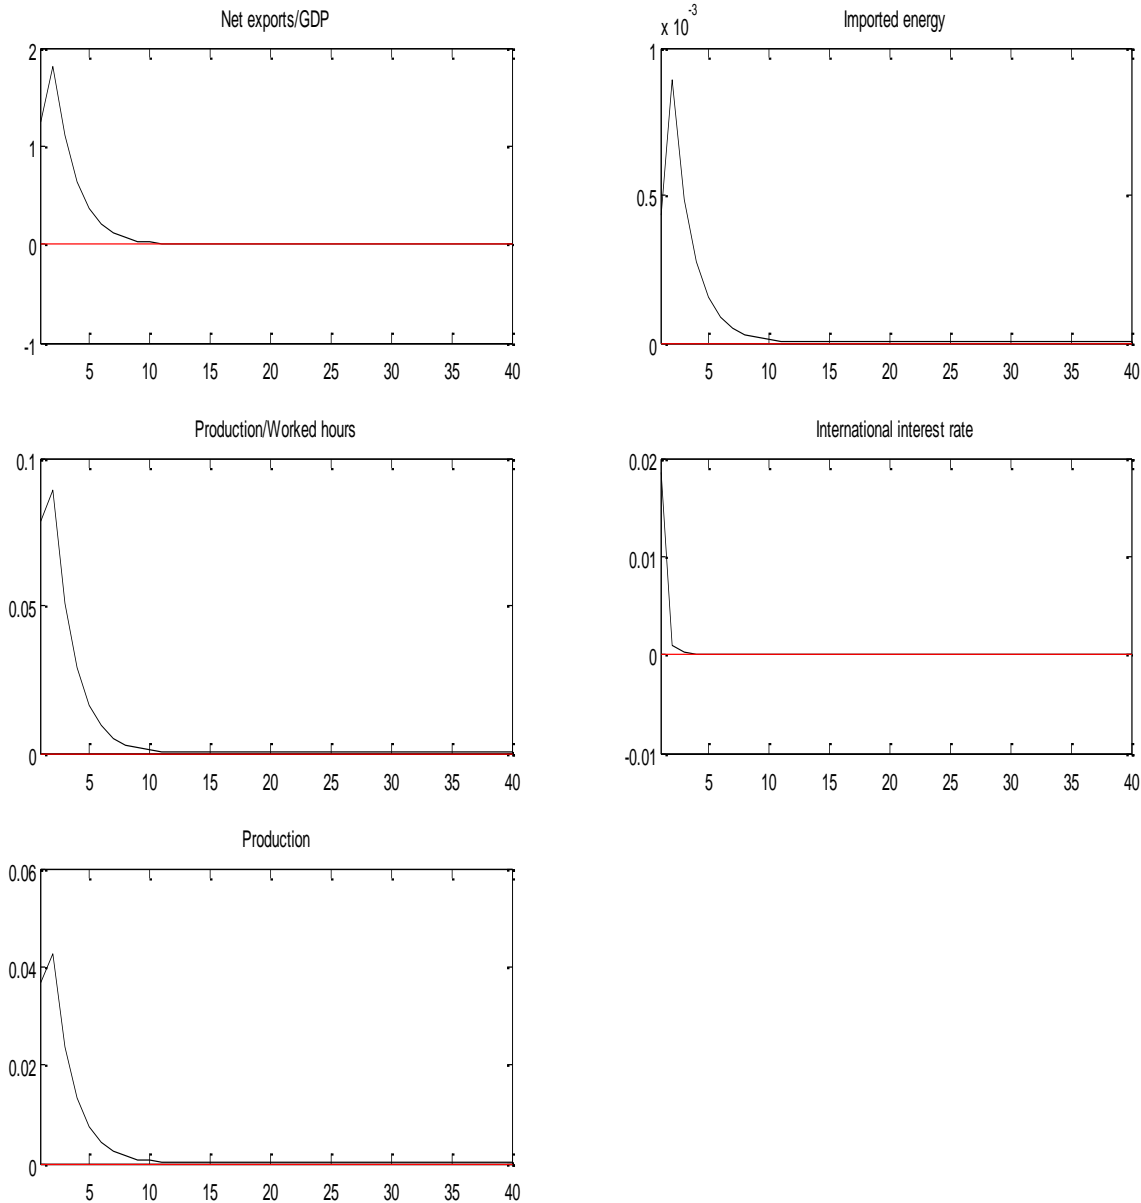 Net exports/GDP
2
1
0
-1
5 10 15 20 25 30 35 40
Imported energy
x 10^-3
1
0.5
0
5 10 15 20 25 30 35 40
Production/Worked hours
0.1
0.05
0
5 10 15 20 25 30 35 40
International interest rate
0.02
0.01
0
-0.01
5 10 15 20 25 30 35 40
Production
0.06
0.04
0.02
0
5 10 15 20 25 30 35 40